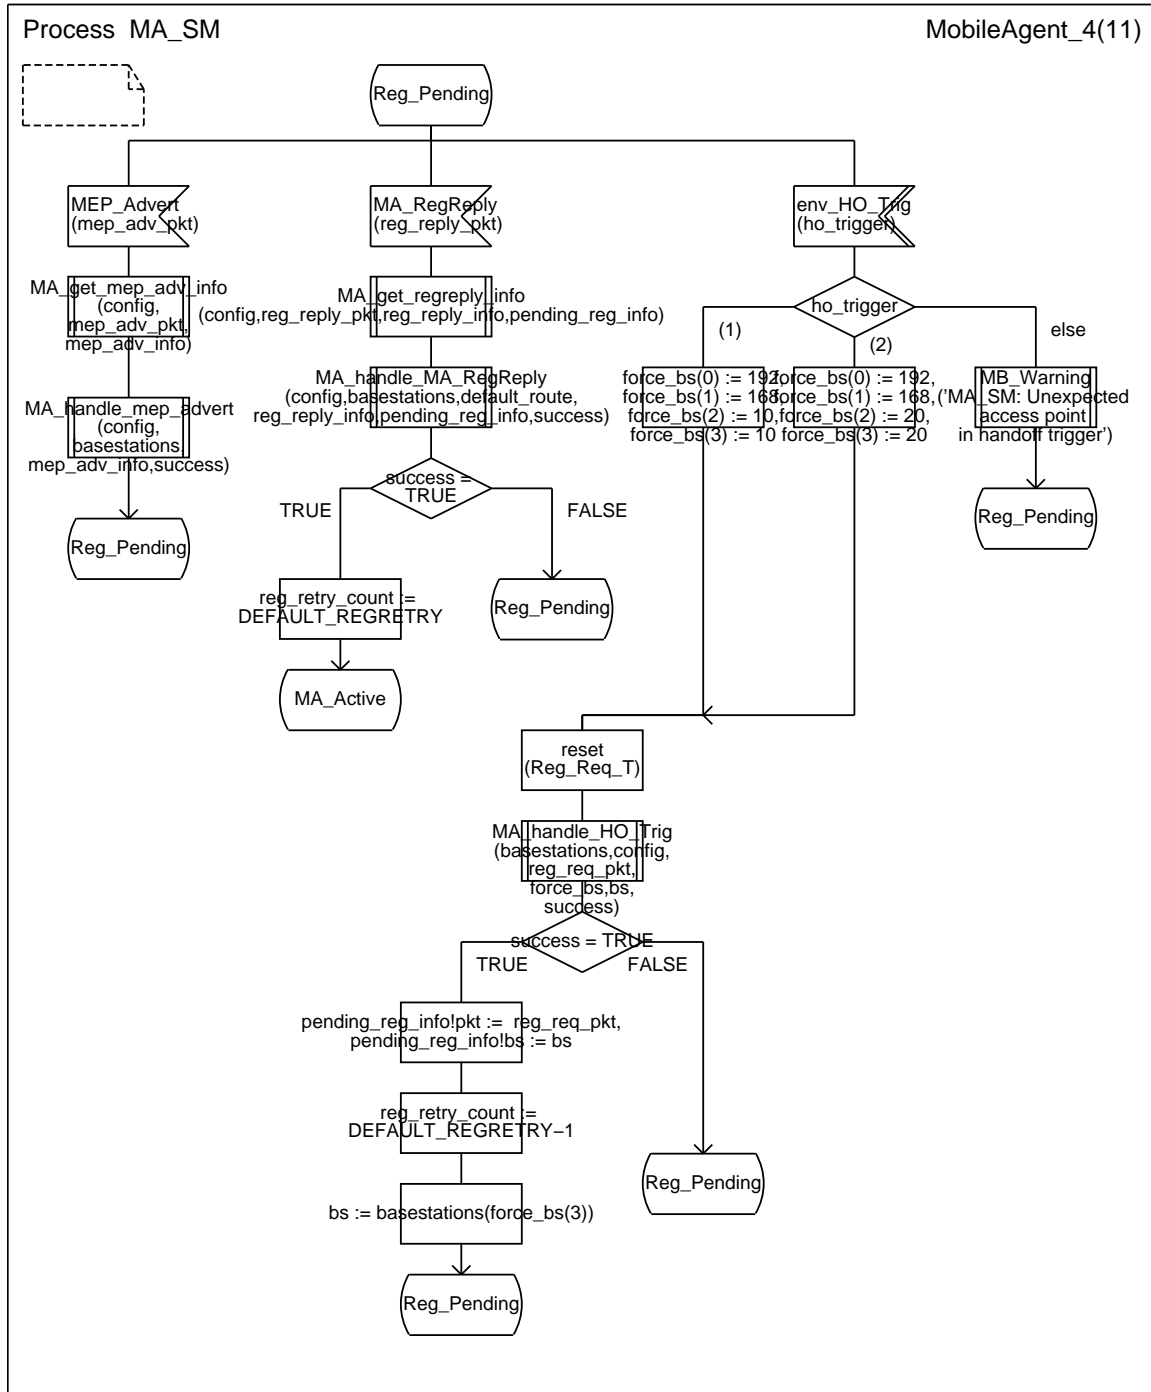 Process MA_SM
MobileAgent_4(11)
Reg_Pending
MEP_Advert
(mep_adv_pkt)
MA_RegReply
(reg_reply_pkt)
env_HO_Trig
(ho_trigger)
MA_get_mep_adv_info
(config,
mep_adv_pkt,
mep_adv_info)
MA_get_regreply_info
(config,reg_reply_pkt,reg_reply_info,pending_reg_info)
ho_trigger
(1)
(2)
else
MA_handle_mep_advert
(config,
basestations,
mep_adv_info,success)
MA_handle_MA_RegReply
(config,basestations,default_route,
reg_reply_info,pending_reg_info,success)
force_bs(0) := 192,
force_bs(1) := 168,
force_bs(2) := 10,
force_bs(3) := 10
force_bs(0) := 192,
force_bs(1) := 168,
force_bs(2) := 20,
force_bs(3) := 20
MB_Warning
('MA_SM: Unexpected
access point
in handoff trigger')
success =
TRUE
TRUE
FALSE
Reg_Pending
Reg_Pending
reg_retry_count :=
DEFAULT_REGRETRY
Reg_Pending
MA_Active
reset
(Reg_Req_T)
MA_handle_HO_Trig
(basestations,config,
reg_req_pkt,
force_bs,bs,
success)
success = TRUE
TRUE
FALSE
pending_reg_info!pkt := reg_req_pkt,
pending_reg_info!bs := bs
reg_retry_count :=
DEFAULT_REGRETRY–1
Reg_Pending
bs := basestations(force_bs(3))
Reg_Pending